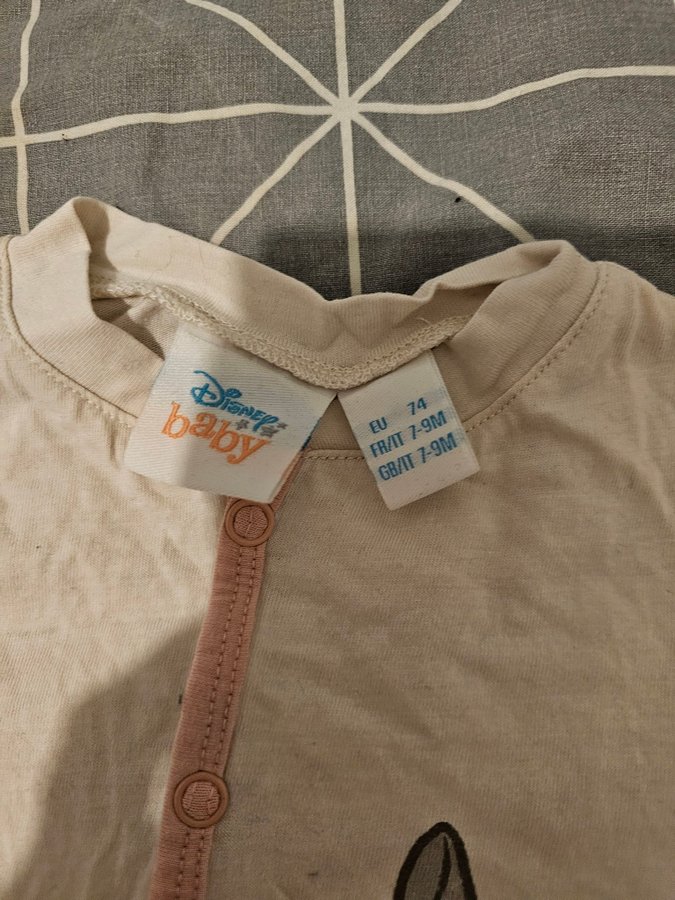 Disney
baby
EU 74
FR/IT 7-9M
GB/IT 7-9M